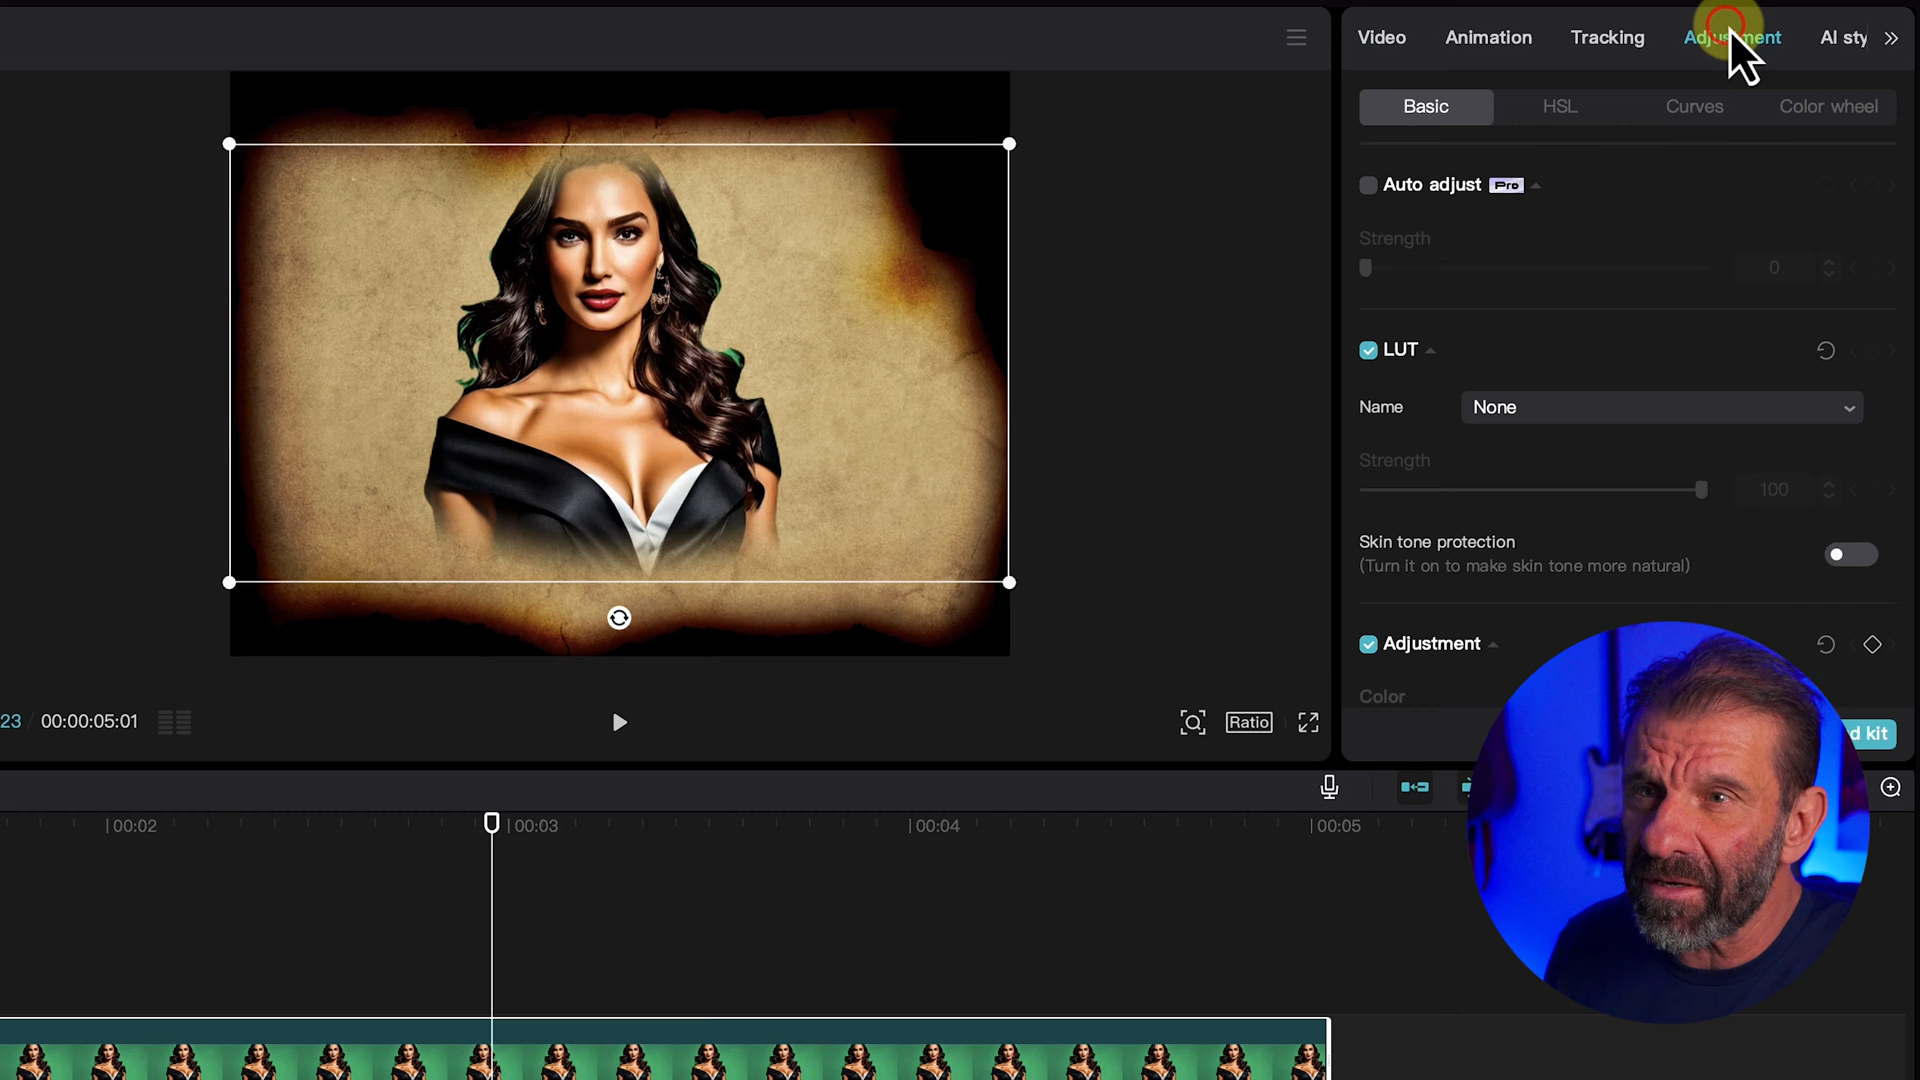 Video Animation Tracking Adjustment AI sty
Basic HSL Curves Color wheel
Auto adjust Pro
Strength
0
LUT
Name None
Strength
100
Skin tone protection
(Turn it on to make skin tone more natural)
Adjustment
Color
23 / 00:00:05:01 Ratio
d kit
00:02 00:03 00:04 00:05